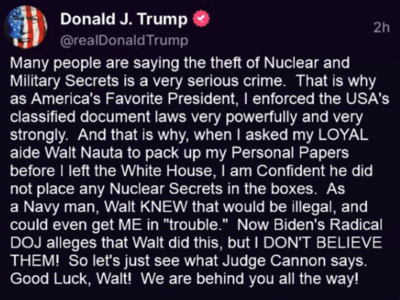 Donald J. Trump
@realDonaldTrump
2h
Many people are saying the theft of Nuclear and
Military Secrets is a very serious crime.  That is why
as America's Favorite President, I enforced the USA's
classified document laws very powerfully and very
strongly.  And that is why, when I asked my LOYAL
aide Walt Nauta to pack up my Personal Papers
before I left the White House, I am Confident he did
not place any Nuclear Secrets in the boxes.  As
a Navy man, Walt KNEW that would be illegal, and
could even get ME in "trouble."  Now Biden's Radical
DOJ alleges that Walt did this, but I DON'T BELIEVE
THEM!  So let's just see what Judge Cannon says.
Good Luck, Walt!  We are behind you all the way!